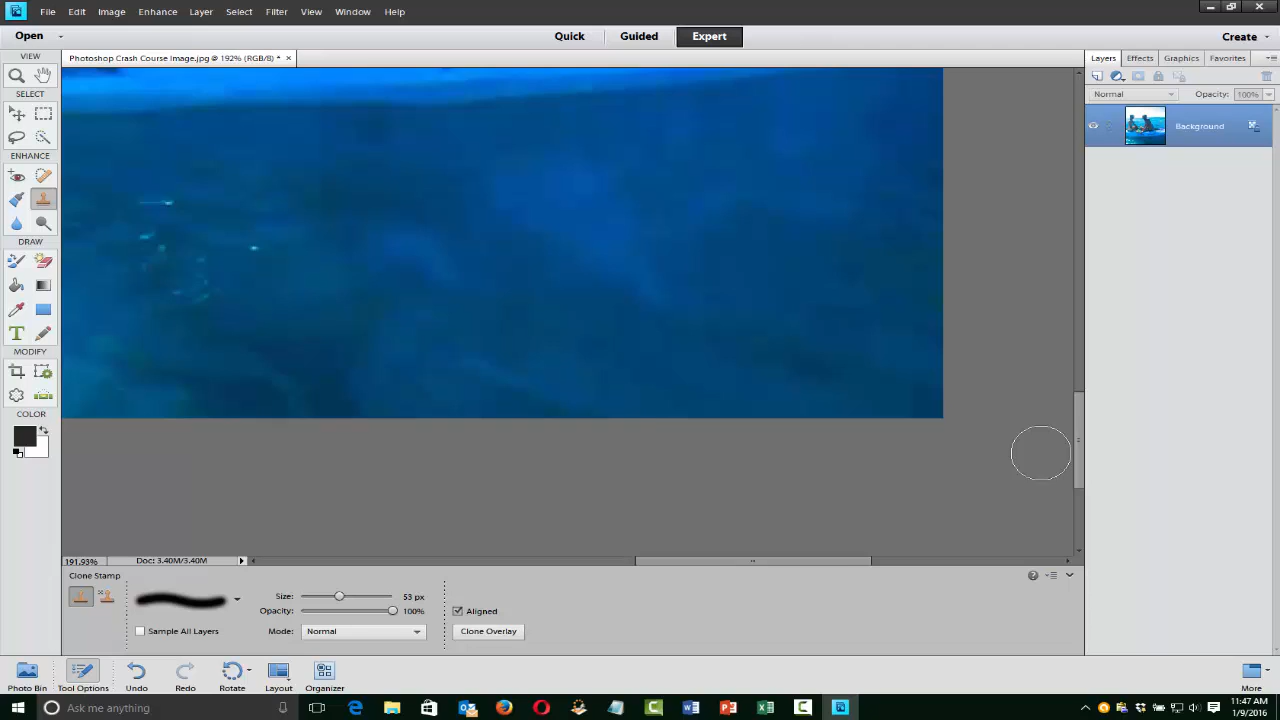 File Edit Image Enhance Layer Select Filter View Window Help
Open Quick Guided Expert Create
VIEW
Photoshop Crash Course Image.jpg @ 192% (RGB/8) * ×
Layers Effects Graphics Favorites
SELECT
Normal Opacity: 100%
Background
ENHANCE
DRAW
T
MODIFY
COLOR
191.93% Doc: 3.40M/3.40M
Clone Stamp
Size: 53 px
Opacity: 100%
Aligned
Sample All Layers Mode: Normal Clone Overlay
Photo Bin Tool Options Undo Redo Rotate Layout Organizer More
Ask me anything
11:47 AM
1/9/2016